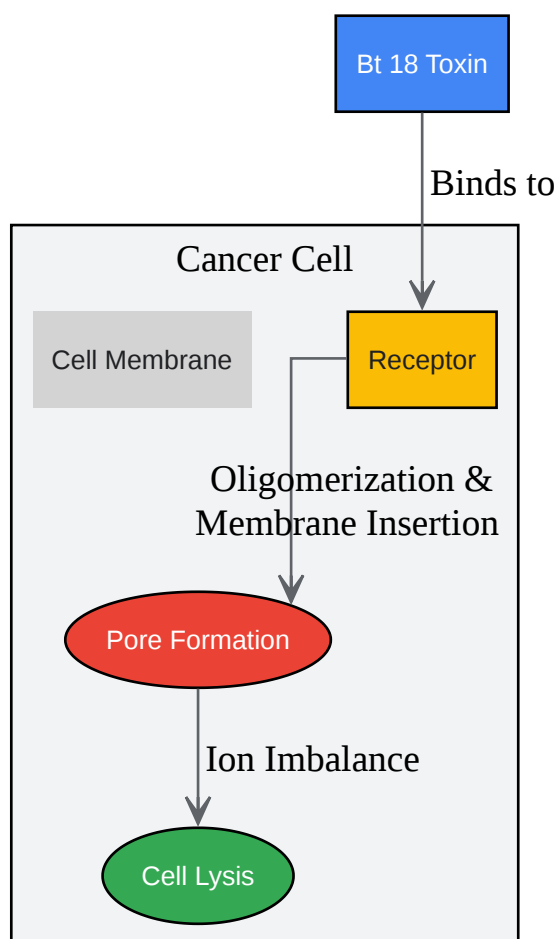 Bt 18 Toxin
Binds to
Cancer Cell
Cell Membrane
Receptor
Oligomerization &
Membrane Insertion
Pore Formation
Ion Imbalance
Cell Lysis